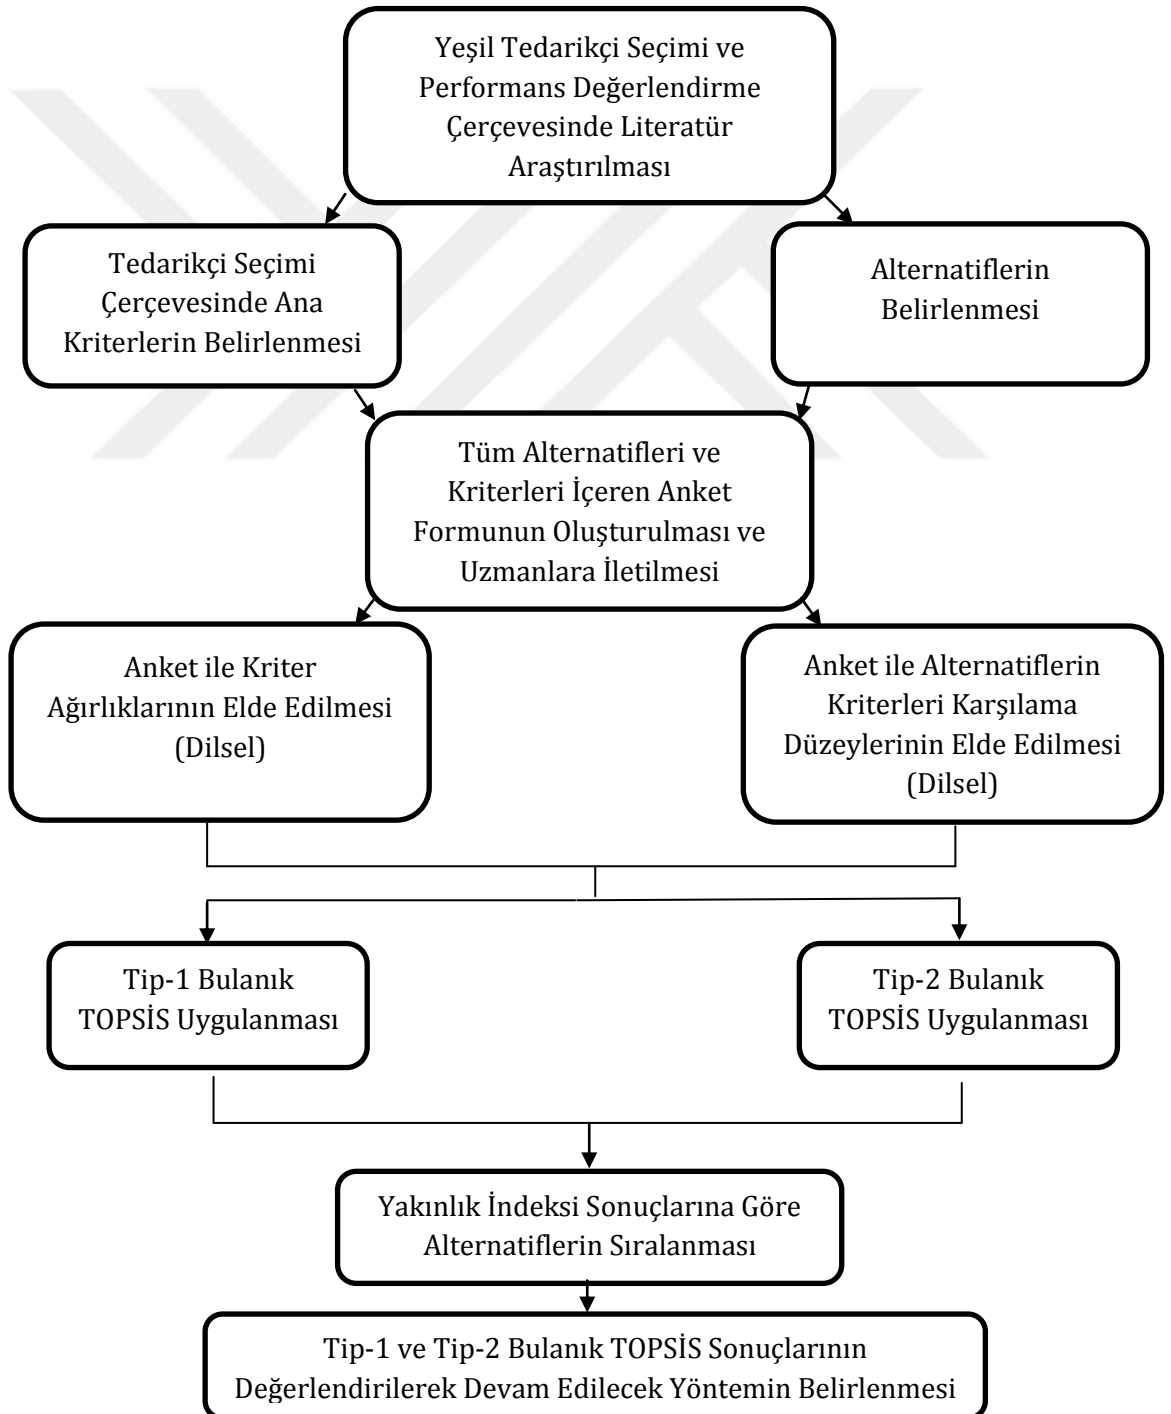 Yeşil Tedarikçi Seçimi ve
Performans Değerlendirme
Çerçevesinde Literatür
Araştırılması
Tedarikçi Seçimi
Çerçevesinde Ana
Kriterlerin Belirlenmesi
Alternatiflerin
Belirlenmesi
Tüm Alternatifleri ve
Kriterleri İçeren Anket
Formunun Oluşturulması ve
Uzmanlara İletilmesi
Anket ile Kriter
Ağırlıklarının Elde Edilmesi
(Dilsel)
Anket ile Alternatiflerin
Kriterleri Karşılama
Düzeylerinin Elde Edilmesi
(Dilsel)
Tip-1 Bulanık
TOPSİS Uygulanması
Tip-2 Bulanık
TOPSİS Uygulanması
Yakınlık İndeksi Sonuçlarına Göre
Alternatiflerin Sıralanması
Tip-1 ve Tip-2 Bulanık TOPSİS Sonuçlarının
Değerlendirilerek Devam Edilecek Yöntemin Belirlenmesi